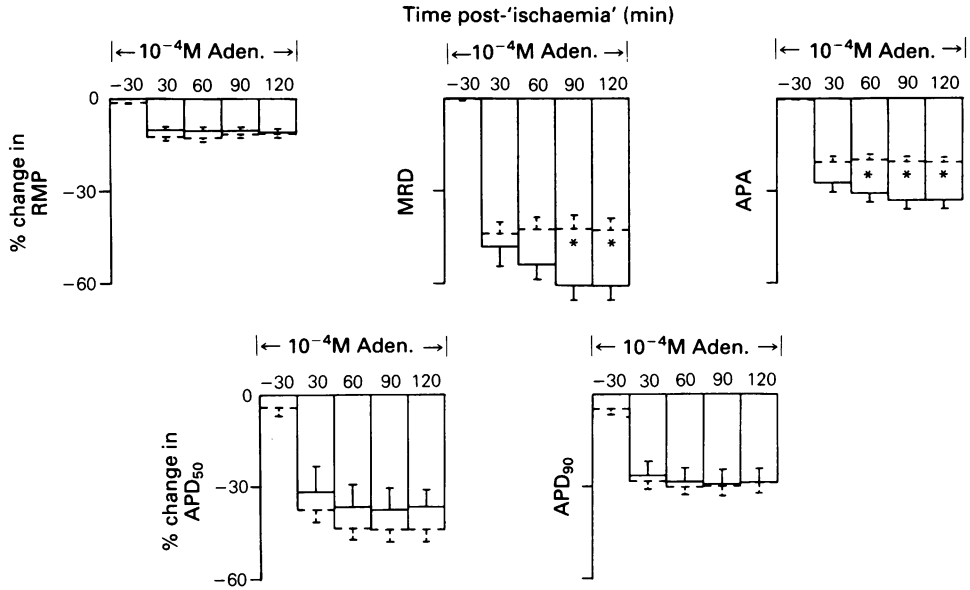 Time post-'ischaemia' (min)
|← 10⁻⁴M Aden. →| |← 10⁻⁴M Aden. →| |← 10⁻⁴M Aden. →|
−30 30 60 90 120 −30 30 60 90 120 −30 30 60 90 120
0
% change in
RMP
−30
−60
MRD
* *
APA
* * *
|← 10⁻⁴M Aden. →| |← 10⁻⁴M Aden. →|
−30 30 60 90 120 −30 30 60 90 120
0
% change in
APD₅₀
−30
−60
APD₉₀